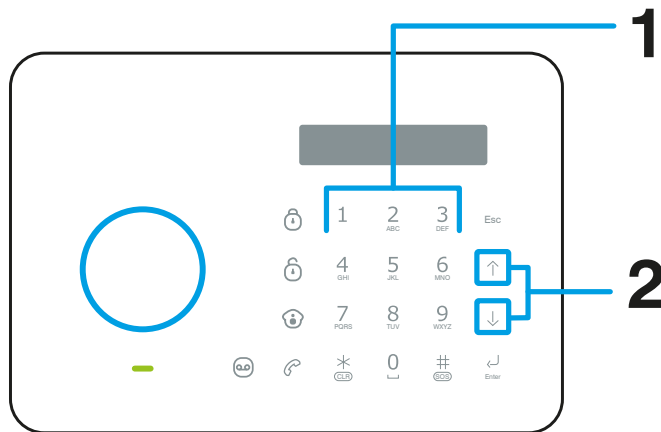 1
1 2 3 Esc
ABC DEF
4 5 6 ↑
GHI JKL MNO
2
7 8 9 ↓
PQRS TUV WXYZ
* 0 #
CLR SOS Enter